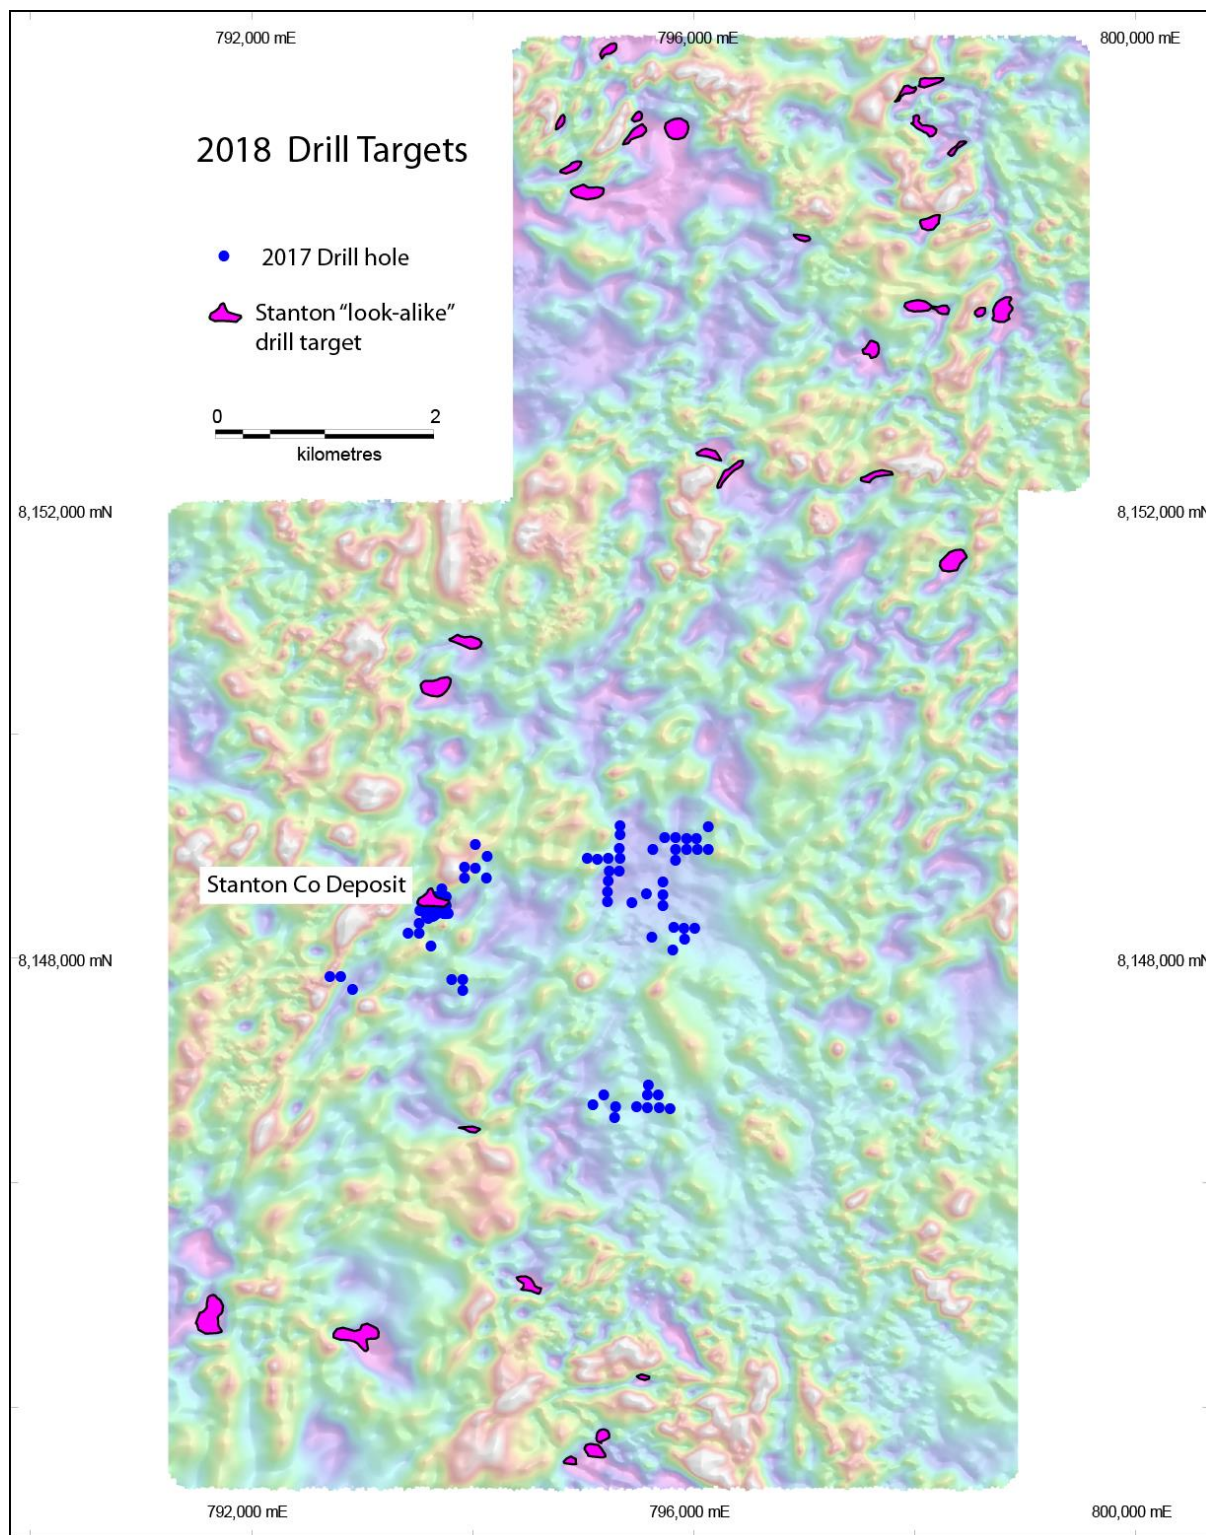 792,000 mE
796,000 mE
800,000 mE
2018 Drill Targets
2017 Drill hole
Stanton “look-alike”
drill target
0
2
kilometres
8,152,000 mN
8,152,000 mN
Stanton Co Deposit
8,148,000 mN
8,148,000 mN
792,000 mE
796,000 mE
800,000 mE